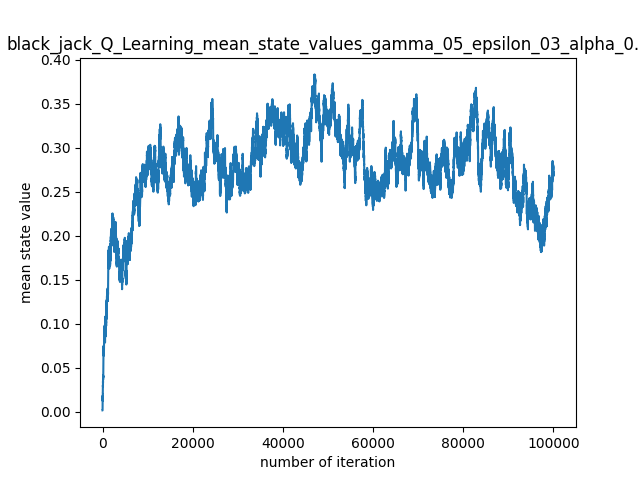 black_jack_Q_Learning_mean_state_values_gamma_05_epsilon_03_alpha_0.
0.40
0.35
0.30
0.25
0.20
0.15
0.10
0.05
0.00
mean state value
0 20000 40000 60000 80000 100000
number of iteration